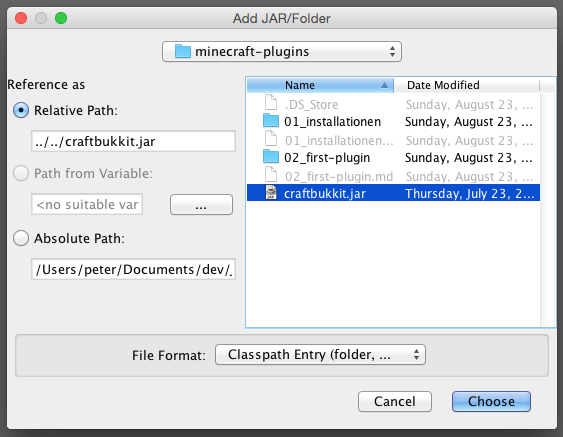 Add JAR/Folder
minecraft-plugins
Reference as
Relative Path:
../../craftbukkit.jar
Path from Variable:
<no suitable var
...
Absolute Path:
/Users/peter/Documents/dev/
Name Date Modified
.DS_Store Sunday, August 23, ...
01_installationen Sunday, August 23, ...
01_installationen... Sunday, August 23, ...
02_first-plugin Sunday, August 23, ...
02_first-plugin.md Sunday, August 23, ...
craftbukkit.jar Thursday, July 23, 2...
File Format: Classpath Entry (folder, ...
Cancel Choose